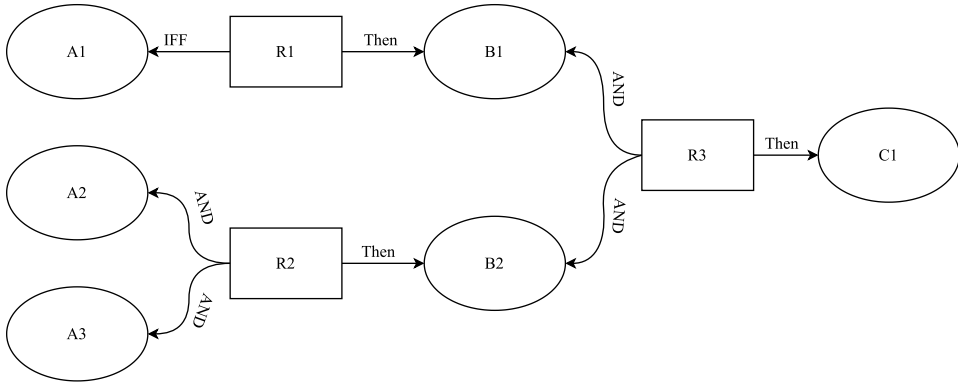 A1
IFF
R1
Then
B1
AND
R3
Then
C1
A2
AND
AND
R2
Then
B2
A3
AND